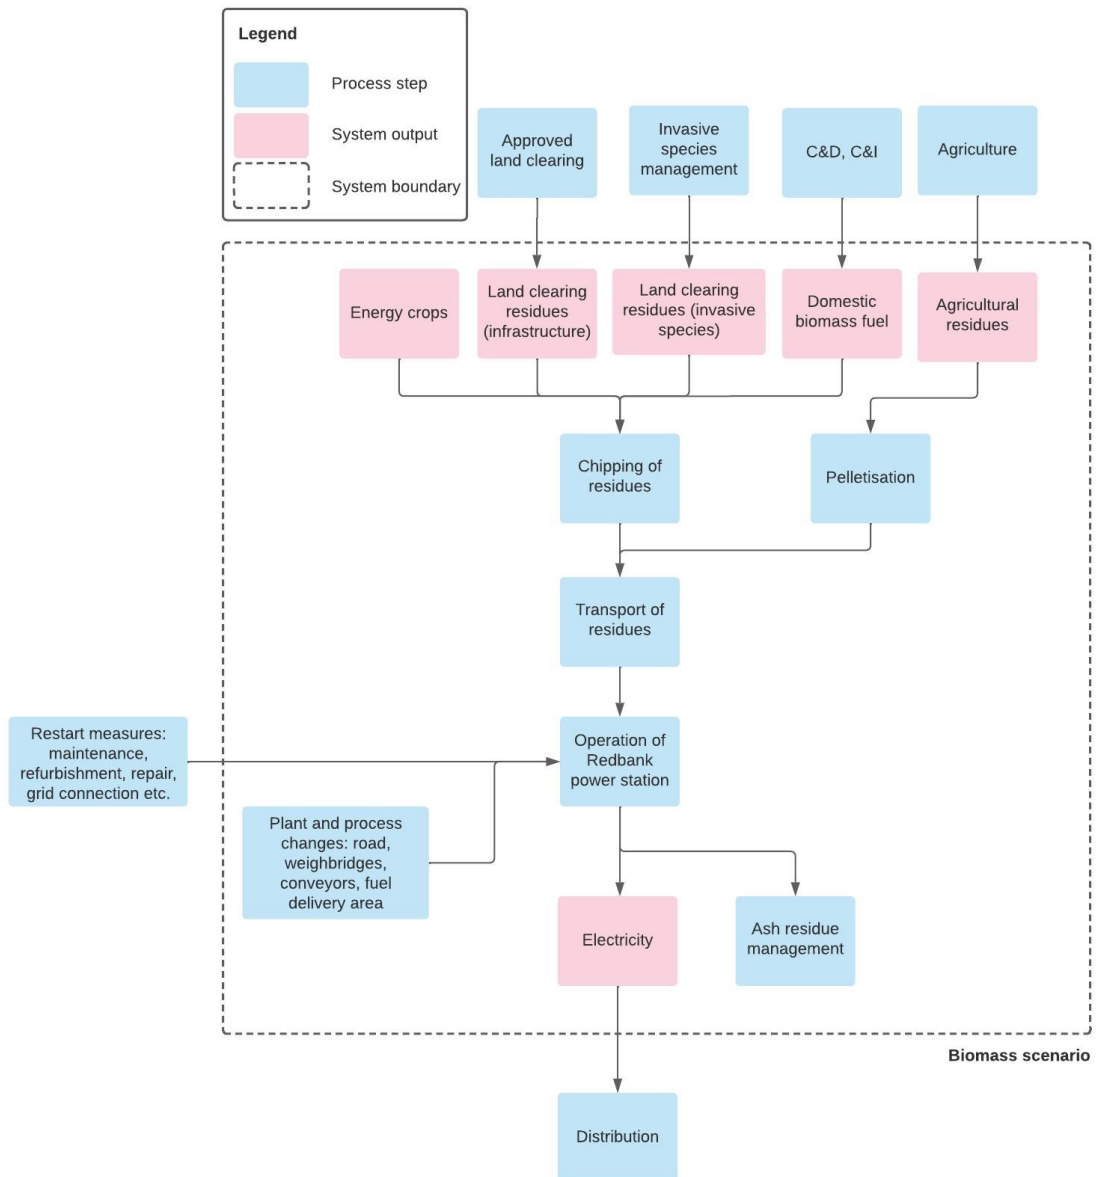 Legend
Process step
System output
System boundary
Approved
land clearing
Invasive
species
management
C&D, C&I
Agriculture
Energy crops
Land clearing
residues
(infrastructure)
Land clearing
residues (invasive
species)
Domestic
biomass fuel
Agricultural
residues
Chipping of
residues
Pelletisation
Transport of
residues
Restart measures:
maintenance,
refurbishment, repair,
grid connection etc.
Operation of
Redbank
power station
Plant and process
changes: road,
weighbridges,
conveyors, fuel
delivery area
Electricity
Ash residue
management
Biomass scenario
Distribution